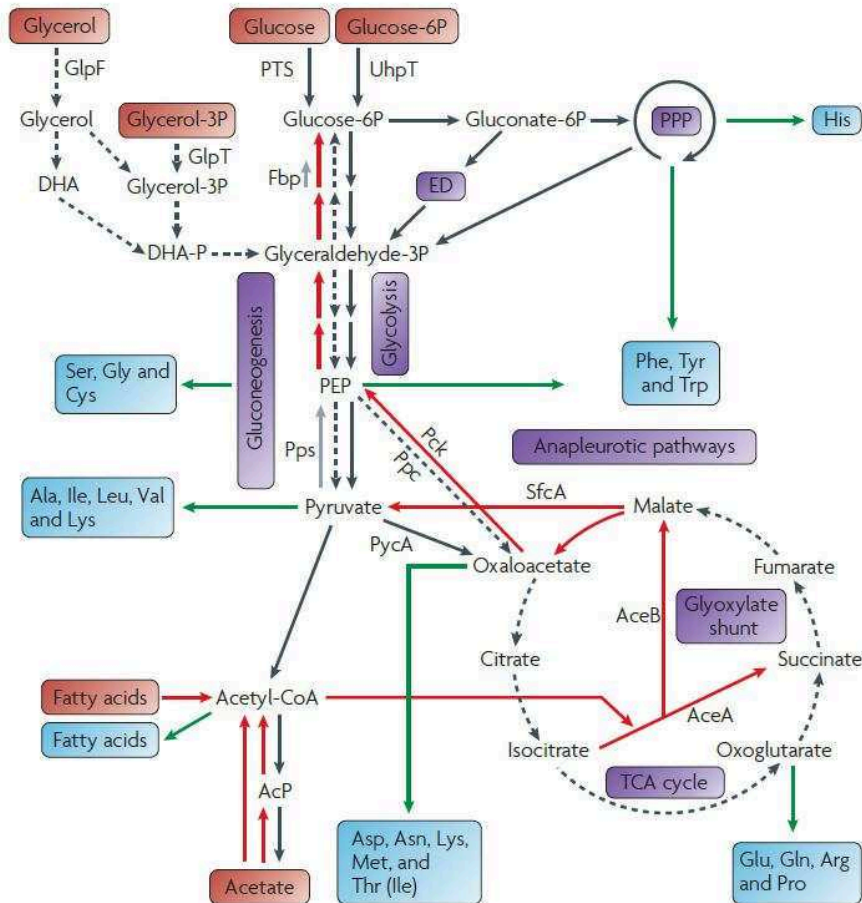 Glycerol
Glucose
Glucose-6P
GlpF
PTS
UhpT
Glycerol
Glycerol-3P
Glucose-6P
Gluconate-6P
PPP
His
GlpT
DHA
Glycerol-3P
Fbp
ED
DHA-P
Glyceraldehyde-3P
Gluconeogenesis
Glycolysis
Ser, Gly and
Cys
PEP
Phe, Tyr
and Trp
Pck
Ppc
Anapleurotic pathways
Pps
Ala, Ile, Leu, Val
and Lys
Pyruvate
SfcA
Malate
PycA
Oxaloacetate
Fumarate
AceB
Glyoxylate
shunt
Citrate
Succinate
Fatty acids
Acetyl-CoA
AceA
Fatty acids
Isocitrate
Oxoglutarate
TCA cycle
AcP
Asp, Asn, Lys,
Met, and
Thr (Ile)
Glu, Gln, Arg
and Pro
Acetate